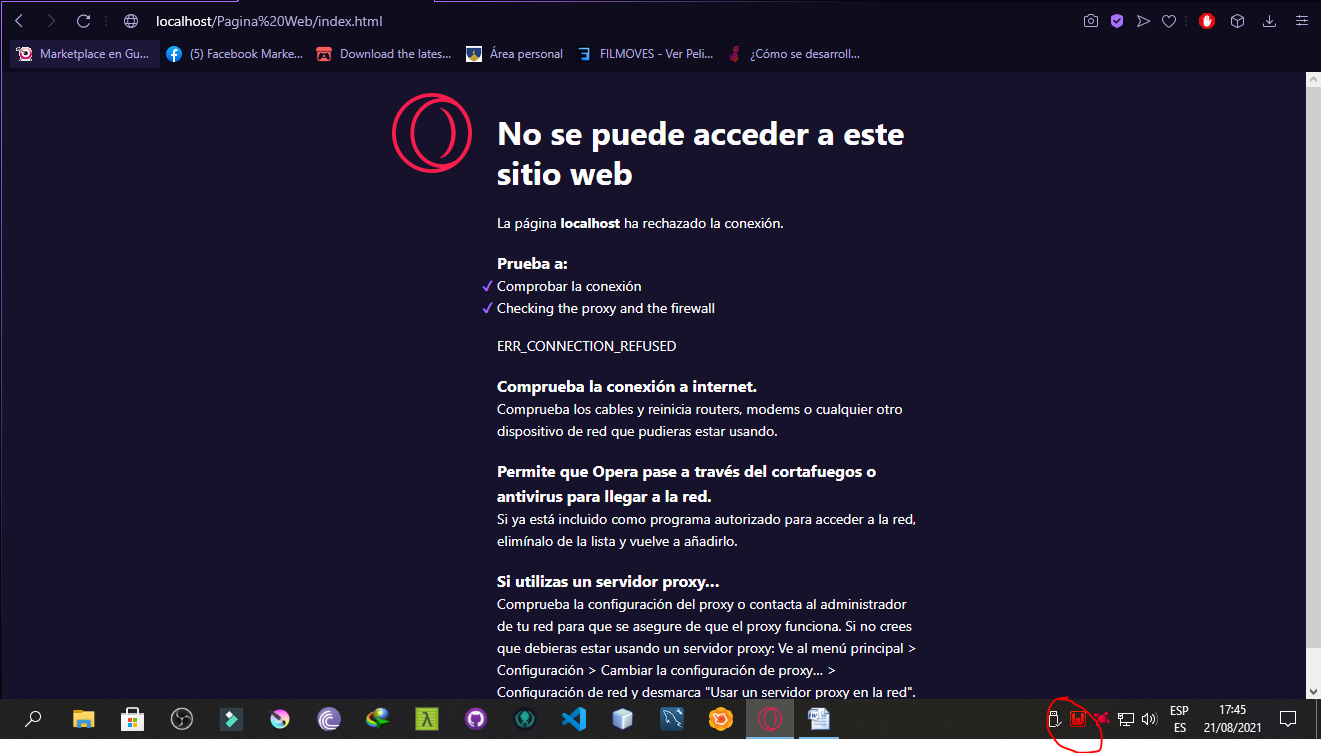 localhost/Pagina%20Web/index.html
Marketplace en Gu...
(5) Facebook Marke...
Download the lates...
Área personal
FILMOVES - Ver Peli...
¿Cómo se desarroll...
No se puede acceder a este
sitio web
La página localhost ha rechazado la conexión.
Prueba a:
Comprobar la conexión
Checking the proxy and the firewall
ERR_CONNECTION_REFUSED
Comprueba la conexión a internet.
Comprueba los cables y reinicia routers, modems o cualquier otro
dispositivo de red que pudieras estar usando.
Permite que Opera pase a través del cortafuegos o
antivirus para llegar a la red.
Si ya está incluido como programa autorizado para acceder a la red,
elimínalo de la lista y vuelve a añadirlo.
Si utilizas un servidor proxy...
Comprueba la configuración del proxy o contacta al administrador
de tu red para que se asegure de que el proxy funciona. Si no crees
que debieras estar usando un servidor proxy: Ve al menú principal >
Configuración > Cambiar la configuración de proxy... >
Configuración de red y desmarca "Usar un servidor proxy en la red".
ESP
ES
17:45
21/08/2021